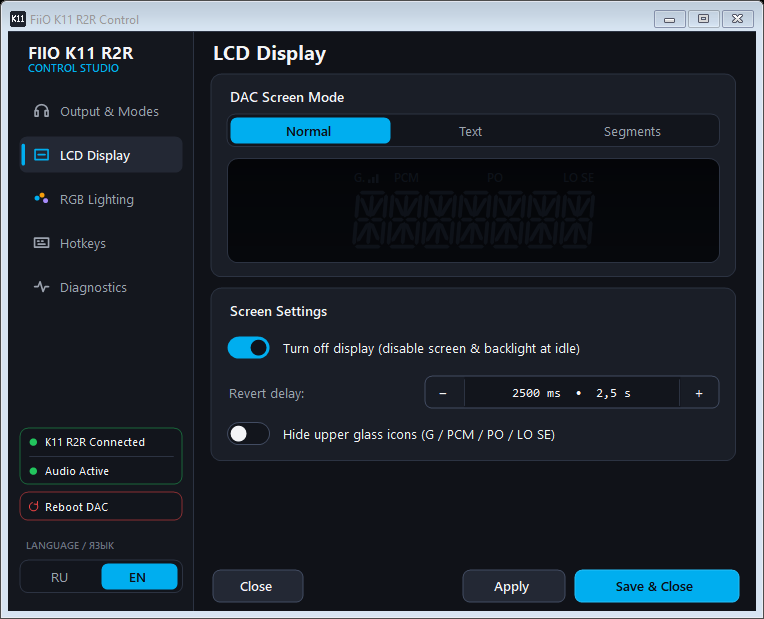 K11 FiiO K11 R2R Control
FIIO K11 R2R
CONTROL STUDIO
Output & Modes
LCD Display
RGB Lighting
Hotkeys
Diagnostics
K11 R2R Connected
Audio Active
Reboot DAC
LANGUAGE / ЯЗЫК
RU EN
LCD Display
DAC Screen Mode
Normal Text Segments
G. PCM PO LO SE
Screen Settings
Turn off display (disable screen & backlight at idle)
Revert delay: − 2500 ms • 2,5 s +
Hide upper glass icons (G / PCM / PO / LO SE)
Close Apply Save & Close